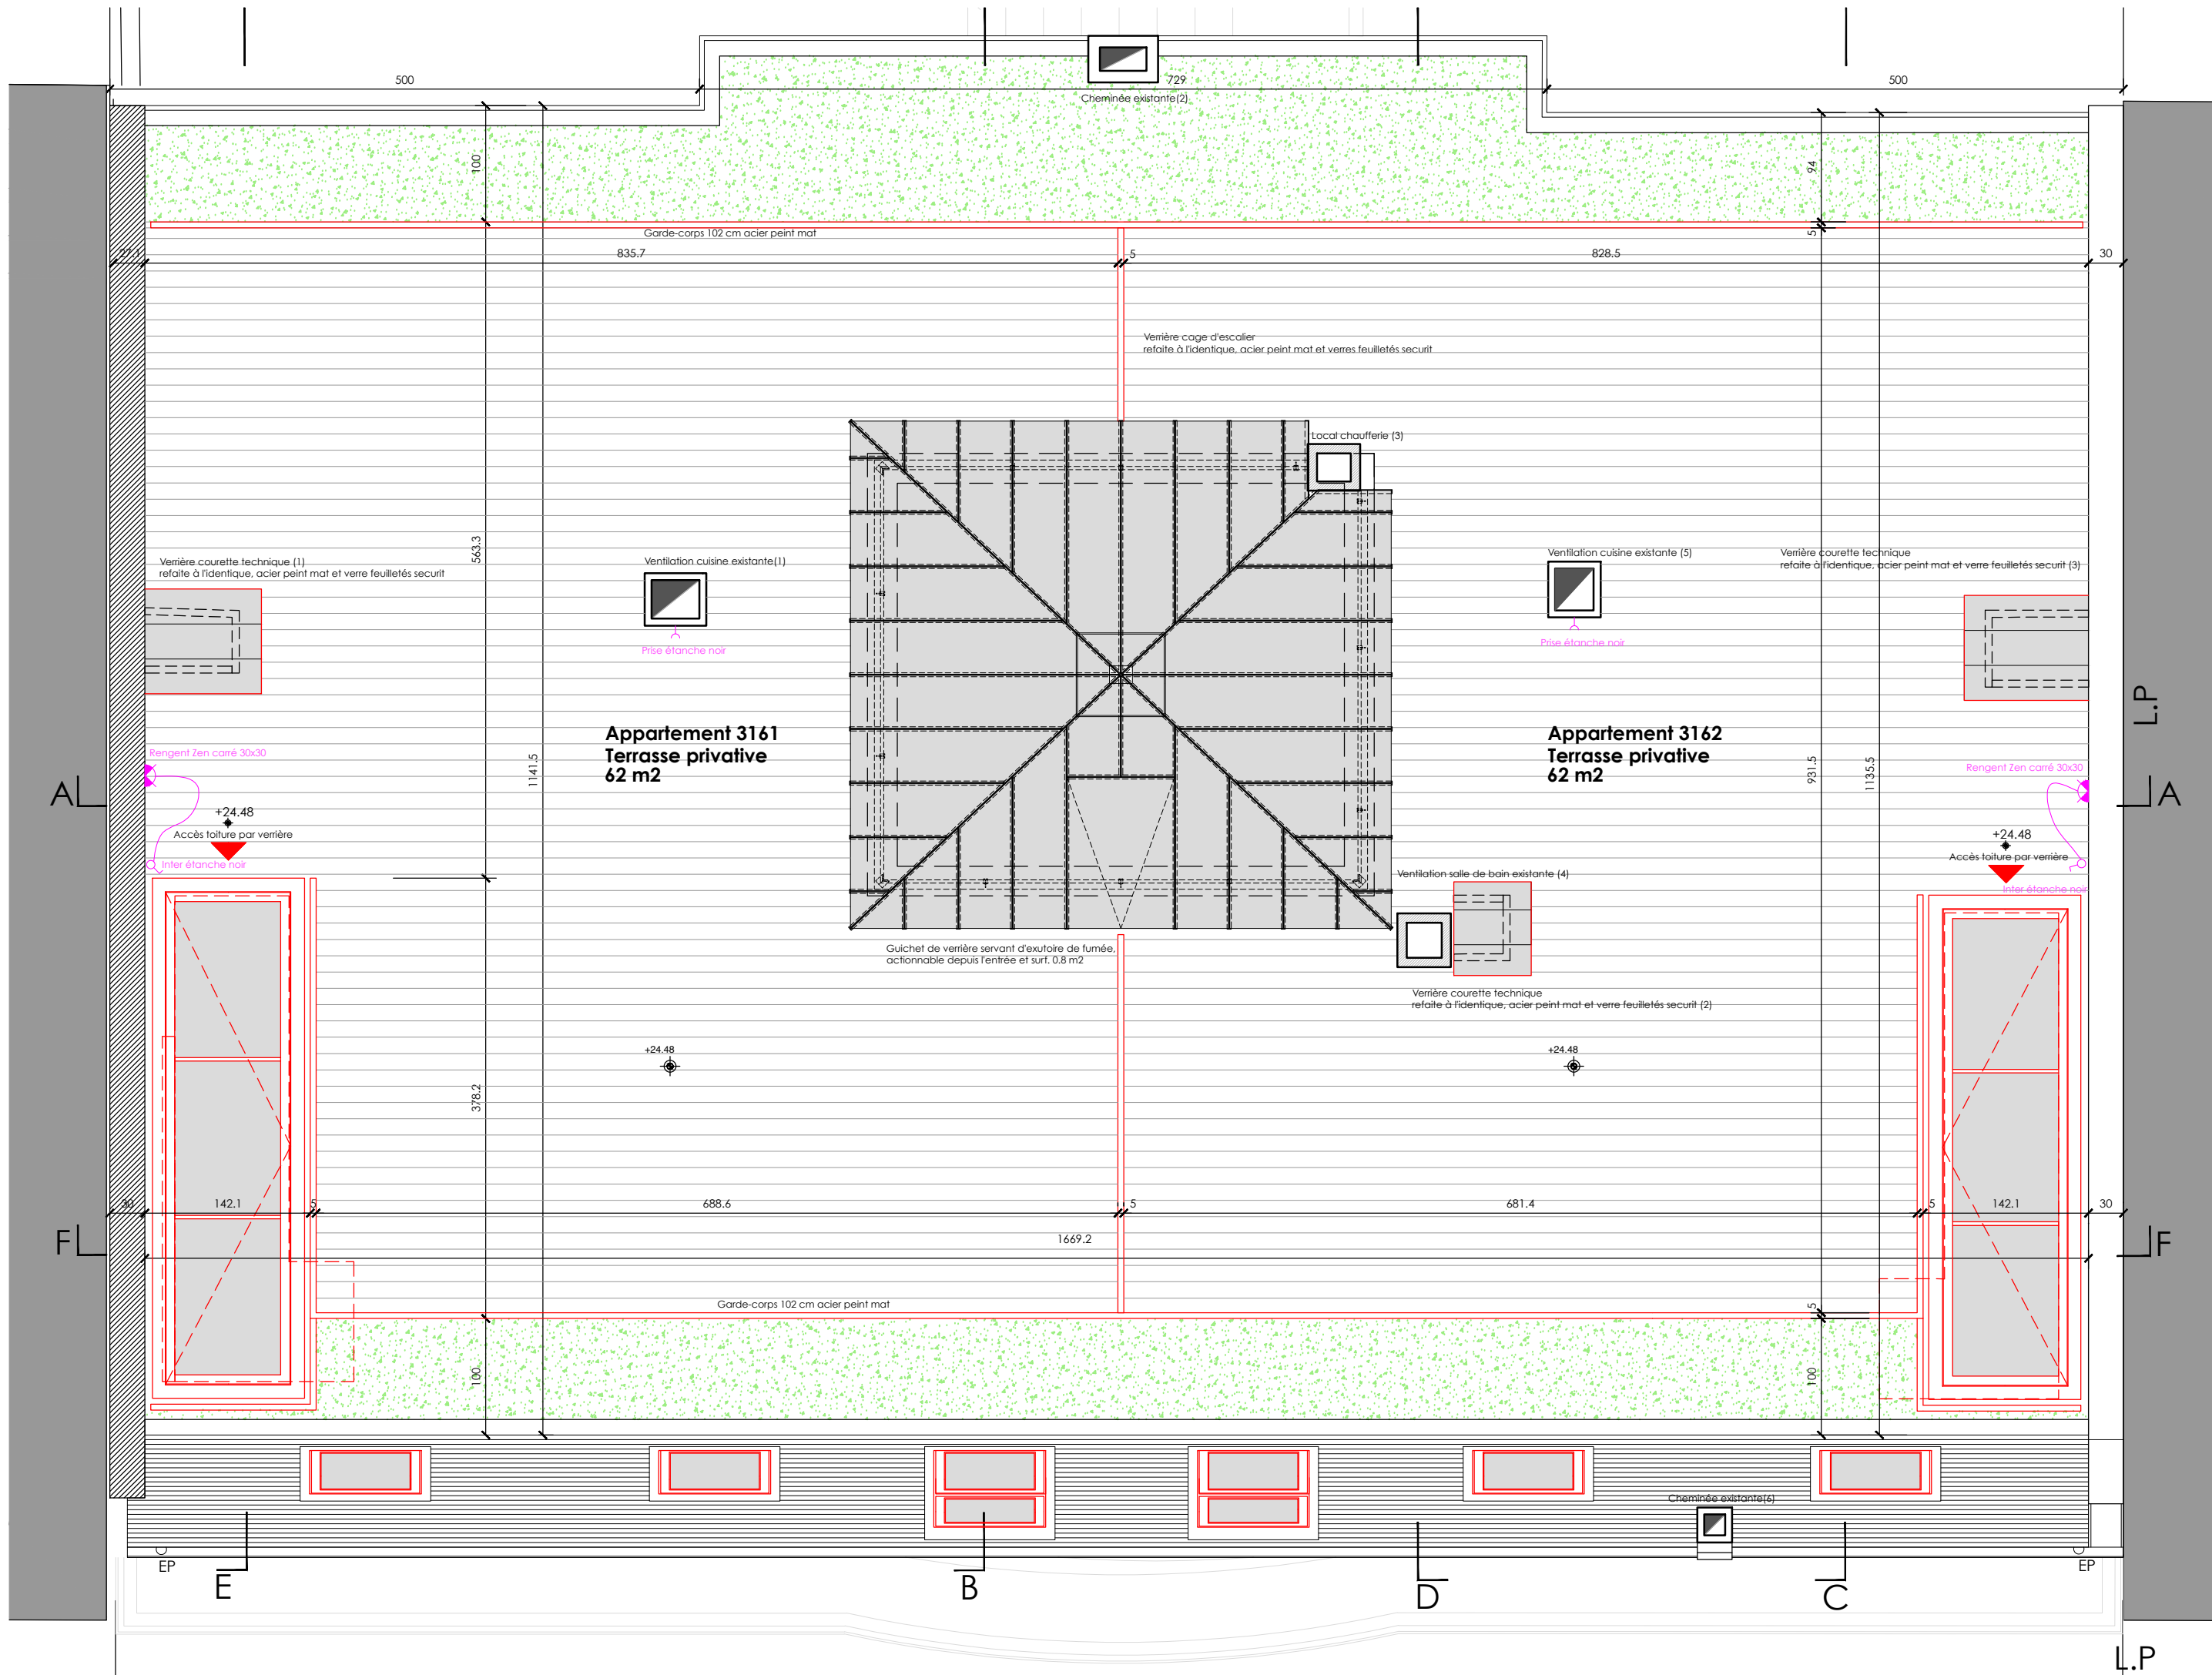 500
729
500
Cheminée existante(2)
100
94
Garde-corps 102 cm acier peint mat
5
27.1
835.7
5
828.5
30
Verrière cage d'escalier
refaite à l'identique, acier peint mat et verres feuilletés securit
Local chaufferie (3)
563.3
Verrière courette technique (1)
refaite à l'identique, acier peint mat et verre feuilletés securit
Ventilation cuisine existante(1)
Ventilation cuisine existante (5)
Verrière courette technique
refaite à l'identique, acier peint mat et verre feuilletés securit (3)
Prise étanche noir
Prise étanche noir
L.P
Appartement 3161
Terrasse privative
62 m2
Appartement 3162
Terrasse privative
62 m2
1141.5
931.5
1135.5
Rengent Zen carré 30x30
Rengent Zen carré 30x30
A
A
+24.48
Accès toiture par verrière
Inter étanche noir
+24.48
Accès toiture par verrière
Inter étanche noir
Ventilation salle de bain existante (4)
Guichet de verrière servant d'exutoire de fumée,
actionnable depuis l'entrée et surf. 0.8 m2
Verrière courette technique
refaite à l'identique, acier peint mat et verre feuilletés securit (2)
+24.48
+24.48
378.2
30
142.1
5
688.6
5
681.4
5
142.1
30
F
1669.2
F
Garde-corps 102 cm acier peint mat
5
100
100
Cheminée existante(6)
EP
EP
E
B
D
C
L.P